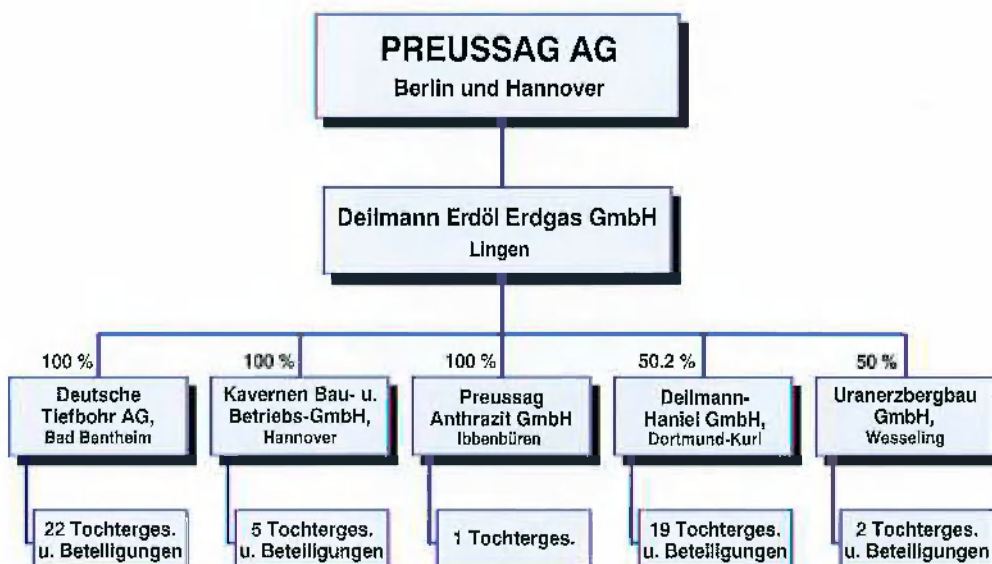 PREUSSAG AG
Berlin und Hannover
Deilmann Erdöl Erdgas GmbH
Lingen
100 %
Deutsche
Tiefbohr AG,
Bad Bentheim
22 Tochterges.
u. Beteiligungen
100 %
Kavernen Bau- u.
Betriebs-GmbH,
Hannover
5 Tochterges.
u. Beteiligungen
100 %
Preussag
Anthrazit GmbH
Ibbenbüren
1 Tochterges.
50.2 %
Deilmann-
Haniel GmbH,
Dortmund-Kurl
19 Tochterges.
u. Beteiligungen
50 %
Uranerzbergbau
GmbH,
Wesseling
2 Tochterges.
u. Beteiligungen